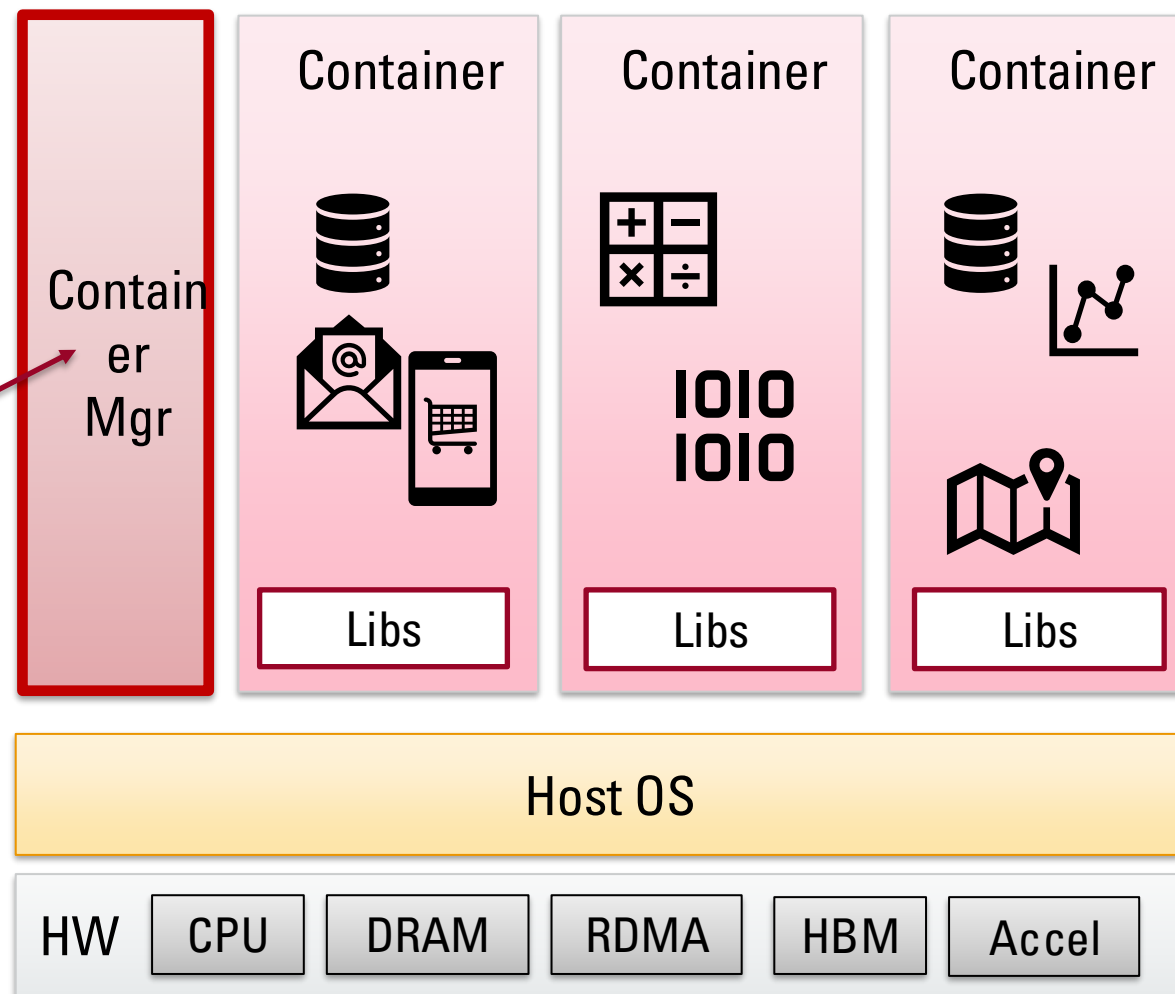 Contain
er
Mgr
Container
@
Libs
Container
+ −
× ÷
1010
1010
Libs
Container
Libs
Host OS
HW
CPU
DRAM
RDMA
HBM
Accel